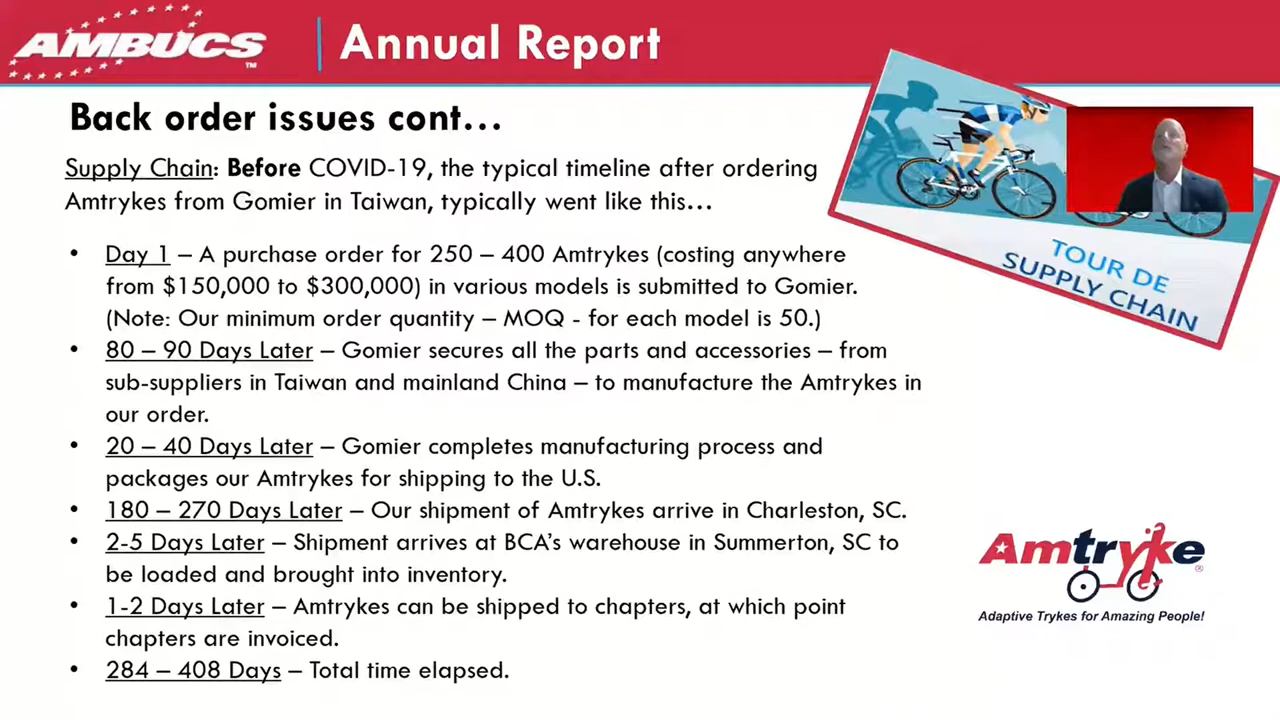 AMBUCS
TM
Annual Report
Back order issues cont…
Supply Chain: Before COVID-19, the typical timeline after ordering
Amtrykes from Gomier in Taiwan, typically went like this…
• Day 1 – A purchase order for 250 – 400 Amtrykes (costing anywhere
from $150,000 to $300,000) in various models is submitted to Gomier.
(Note: Our minimum order quantity – MOQ - for each model is 50.)
• 80 – 90 Days Later – Gomier secures all the parts and accessories – from
sub-suppliers in Taiwan and mainland China – to manufacture the Amtrykes in
our order.
• 20 – 40 Days Later – Gomier completes manufacturing process and
packages our Amtrykes for shipping to the U.S.
• 180 – 270 Days Later – Our shipment of Amtrykes arrive in Charleston, SC.
• 2-5 Days Later – Shipment arrives at BCA’s warehouse in Summerton, SC to
be loaded and brought into inventory.
• 1-2 Days Later – Amtrykes can be shipped to chapters, at which point
chapters are invoiced.
• 284 – 408 Days – Total time elapsed.
TOUR DE
SUPPLY CHAIN
Amtryke®
Adaptive Trykes for Amazing People!